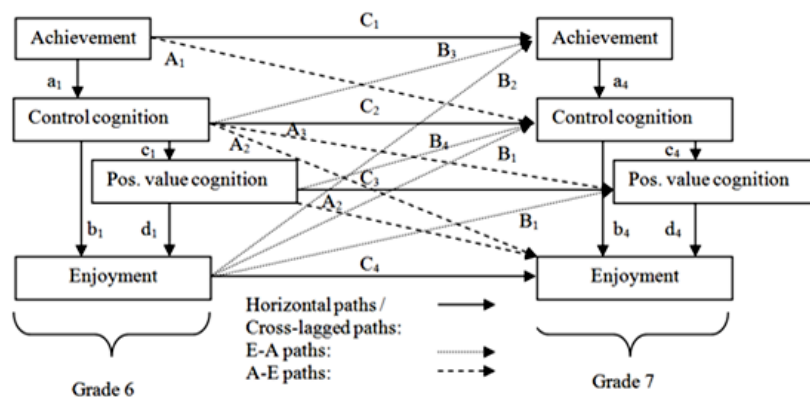 Achievement
C1
Achievement
A1
B3
B2
a1
a4
Control cognition
C2
Control cognition
A3
A2
B4
B1
c1
c4
Pos. value cognition
C3
Pos. value cognition
A2
B1
b1
d1
b4
d4
Enjoyment
C4
Enjoyment
Horizontal paths /
Cross-lagged paths:
E-A paths:
A-E paths:
Grade 6
Grade 7